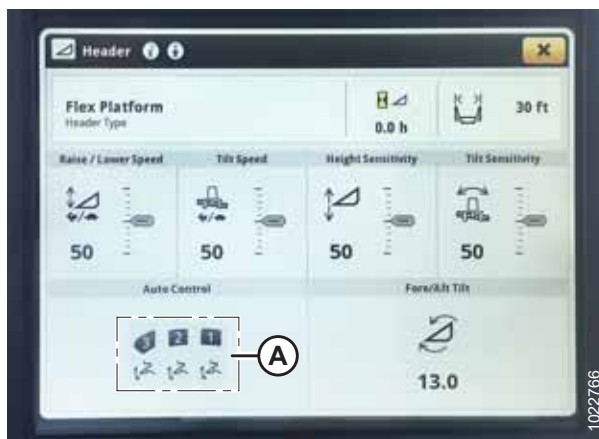 Header
Flex Platform
Header Type
0.0 h
30 ft
Raise / Lower Speed
Tilt Speed
Height Sensitivity
Tilt Sensitivity
50
50
50
50
Auto Control
Fore/Aft Tilt
3 2 1
A
13.0
1022766